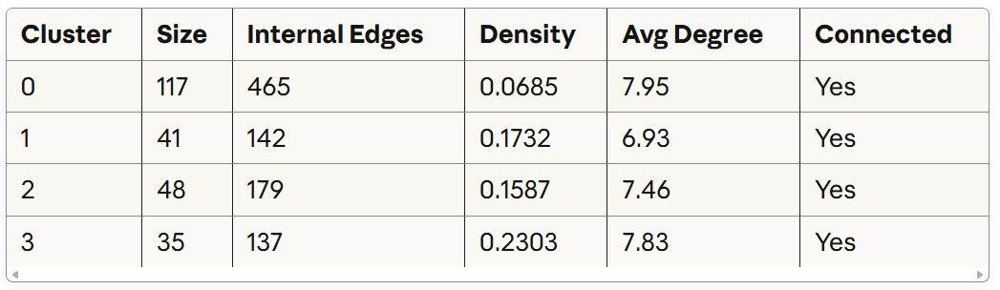 Cluster Size Internal Edges Density Avg Degree Connected
0 117 465 0.0685 7.95 Yes
1 41 142 0.1732 6.93 Yes
2 48 179 0.1587 7.46 Yes
3 35 137 0.2303 7.83 Yes